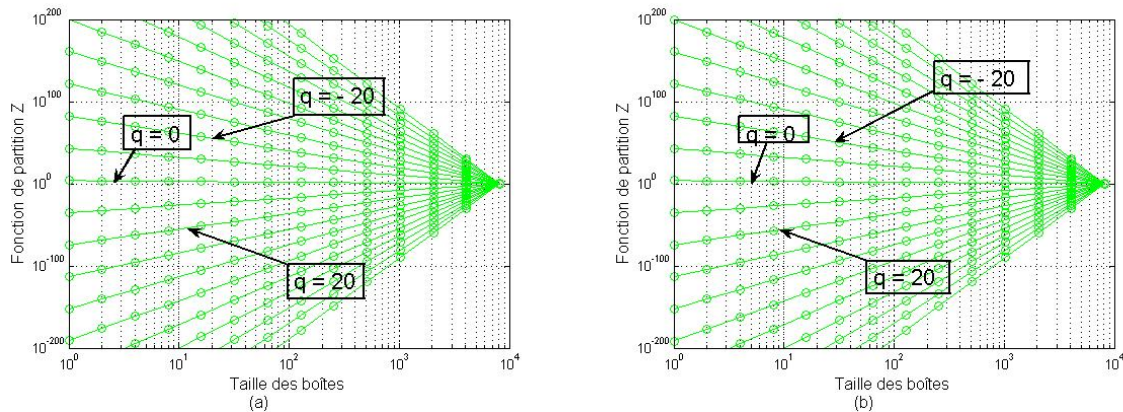 10^200
10^100
10^0
10^-100
10^-200
Fonction de partition Z
q = - 20
q = 0
q = 20
10^0
10^1
10^2
10^3
10^4
Taille des boîtes
(a)
10^200
10^100
10^0
10^-100
10^-200
Fonction de partition Z
q = - 20
q = 0
q = 20
10^0
10^1
10^2
10^3
10^4
Taille des boîtes
(b)